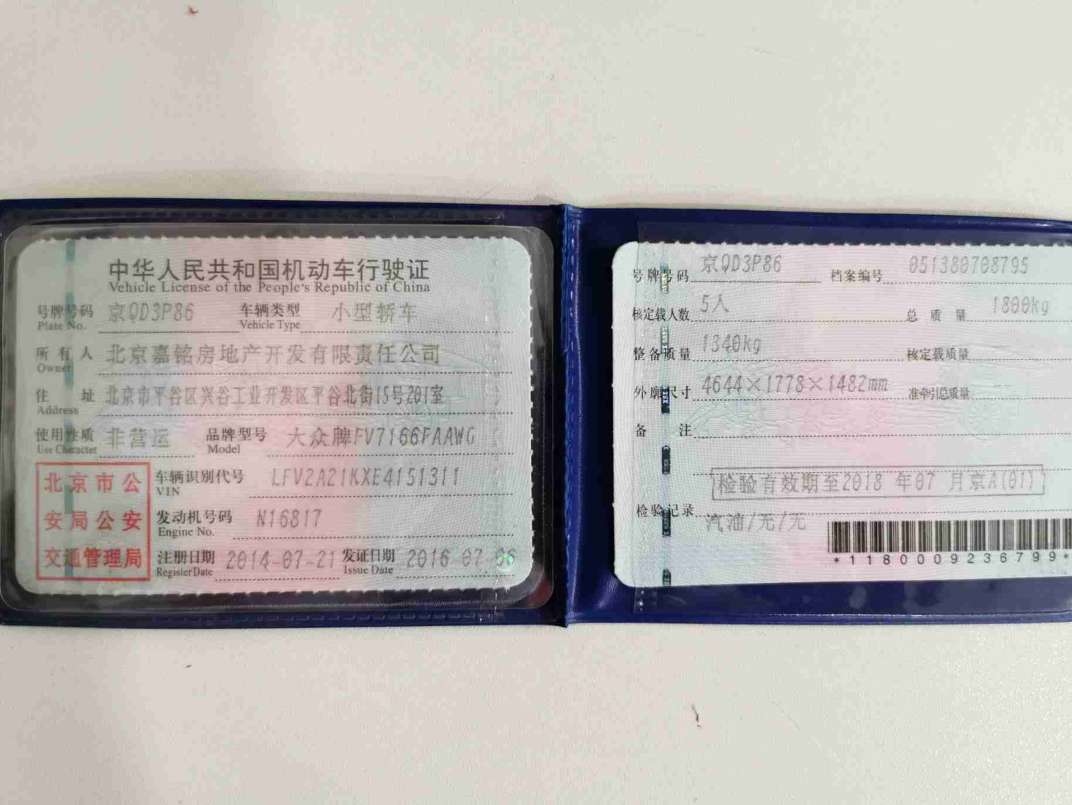 中华人民共和国机动车行驶证
Vehicle License of the People's Republic of China
号牌号码 京QD3P86 车辆类型 小型轿车
Plate No. Vehicle Type
所有人 北京嘉铭房地产开发有限责任公司
Owner
住址 北京市平谷区兴谷工业开发区平谷北街15号201室
Address
使用性质 非营运 品牌型号 大众牌FV7166FAAWG
Use Character Model
北京市公
安局公安
交通管理局
车辆识别代号 LFV2A21KXE4151311
VIN
发动机号码 N16817
Engine No.
注册日期 2014-07-21 发证日期 2016-07-06
Register Date Issue Date
号牌号码 京QD3P86 档案编号 051380708795
核定载人数 5人 总质量 1800kg
整备质量 1340kg 核定载质量
外廓尺寸 4644×1778×1482mm 准牵引总质量
备注
检验有效期至2018 年07 月京A(01)
检验记录 汽油/无/无
*1180009236799*